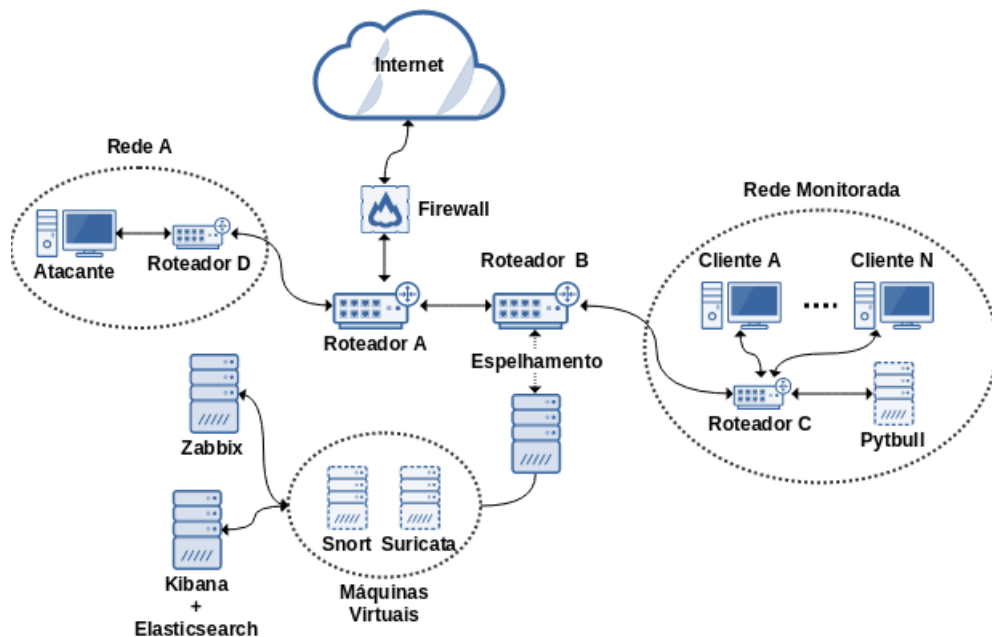 Internet
Rede A
Firewall
Rede Monitorada
Atacante
Roteador D
Roteador B
Cliente A
Cliente N
Roteador A
Espelhamento
Roteador C
Pytbull
Zabbix
Snort
Suricata
Kibana
+
Elasticsearch
Máquinas
Virtuais